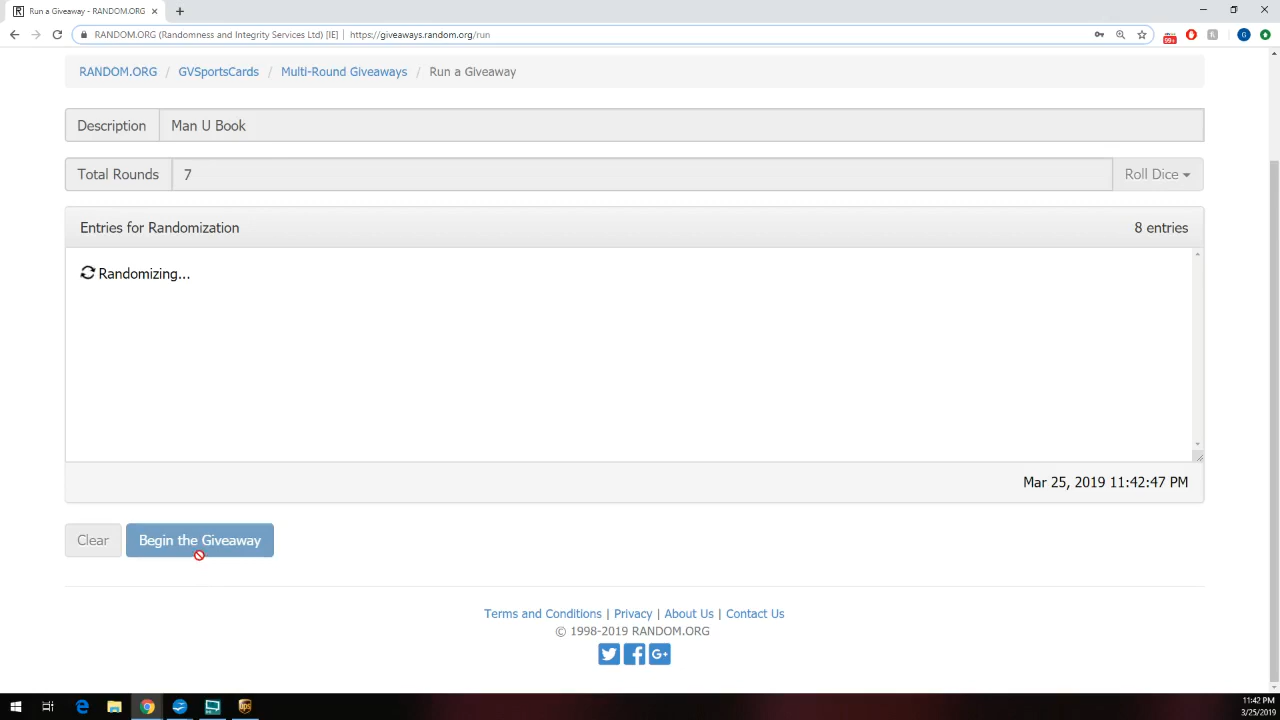 Run a Giveaway - RANDOM.ORG
RANDOM.ORG (Randomness and Integrity Services Ltd) [IE] | https://giveaways.random.org/run
99+
G
RANDOM.ORG / GVSportsCards / Multi-Round Giveaways / Run a Giveaway
Description Man U Book
Total Rounds 7 Roll Dice
Entries for Randomization 8 entries
Randomizing...
Mar 25, 2019 11:42:47 PM
Clear Begin the Giveaway
Terms and Conditions | Privacy | About Us | Contact Us
© 1998-2019 RANDOM.ORG
G+
ups
11:42 PM
3/25/2019